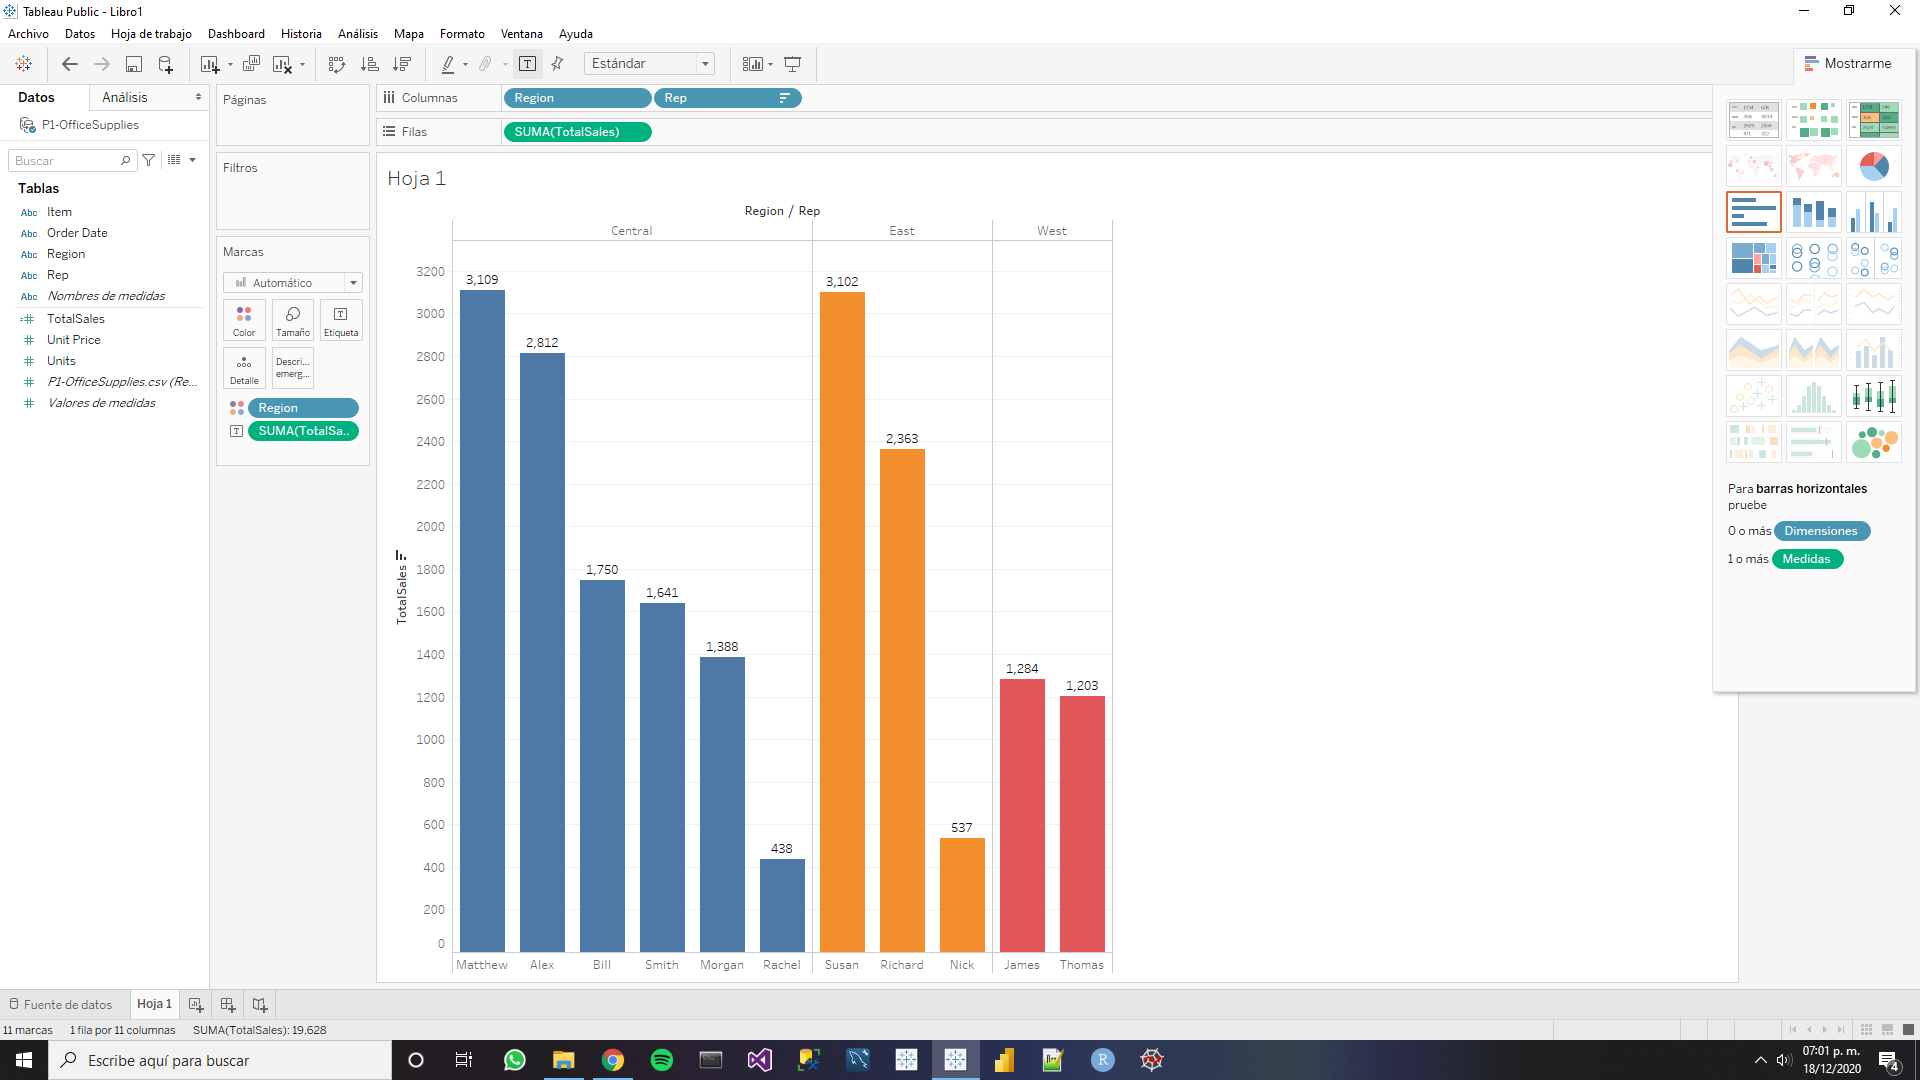 Tableau Public - Libro1
Archivo Datos Hoja de trabajo Dashboard Historia Análisis Mapa Formato Ventana Ayuda
Estándar
Mostrarme
Datos Análisis
P1-OfficeSupplies
Buscar
Tablas
Abc Item
Abc Order Date
Abc Region
Abc Rep
Abc Nombres de medidas
TotalSales
Unit Price
Units
P1-OfficeSupplies.csv (Re...
Valores de medidas
Páginas
Filtros
Marcas
Automático
Color Tamaño Etiqueta
Detalle
Descri...
emerg...
Region
SUMA(TotalSa..
Columnas Region Rep
Filas SUMA(TotalSales)
Hoja 1
Region / Rep
Central East West
TotalSales
3200
3000
2800
2600
2400
2200
2000
1800
1600
1400
1200
1000
800
600
400
200
0
3,109
2,812
1,750
1,641
1,388
438
3,102
2,363
537
1,284
1,203
Matthew Alex Bill Smith Morgan Rachel Susan Richard Nick James Thomas
Para barras horizontales
pruebe
0 o más Dimensiones
1 o más Medidas
Fuente de datos Hoja 1
11 marcas 1 fila por 11 columnas SUMA(TotalSales): 19,628
Escribe aquí para buscar
R
07:01 p. m.
18/12/2020
4